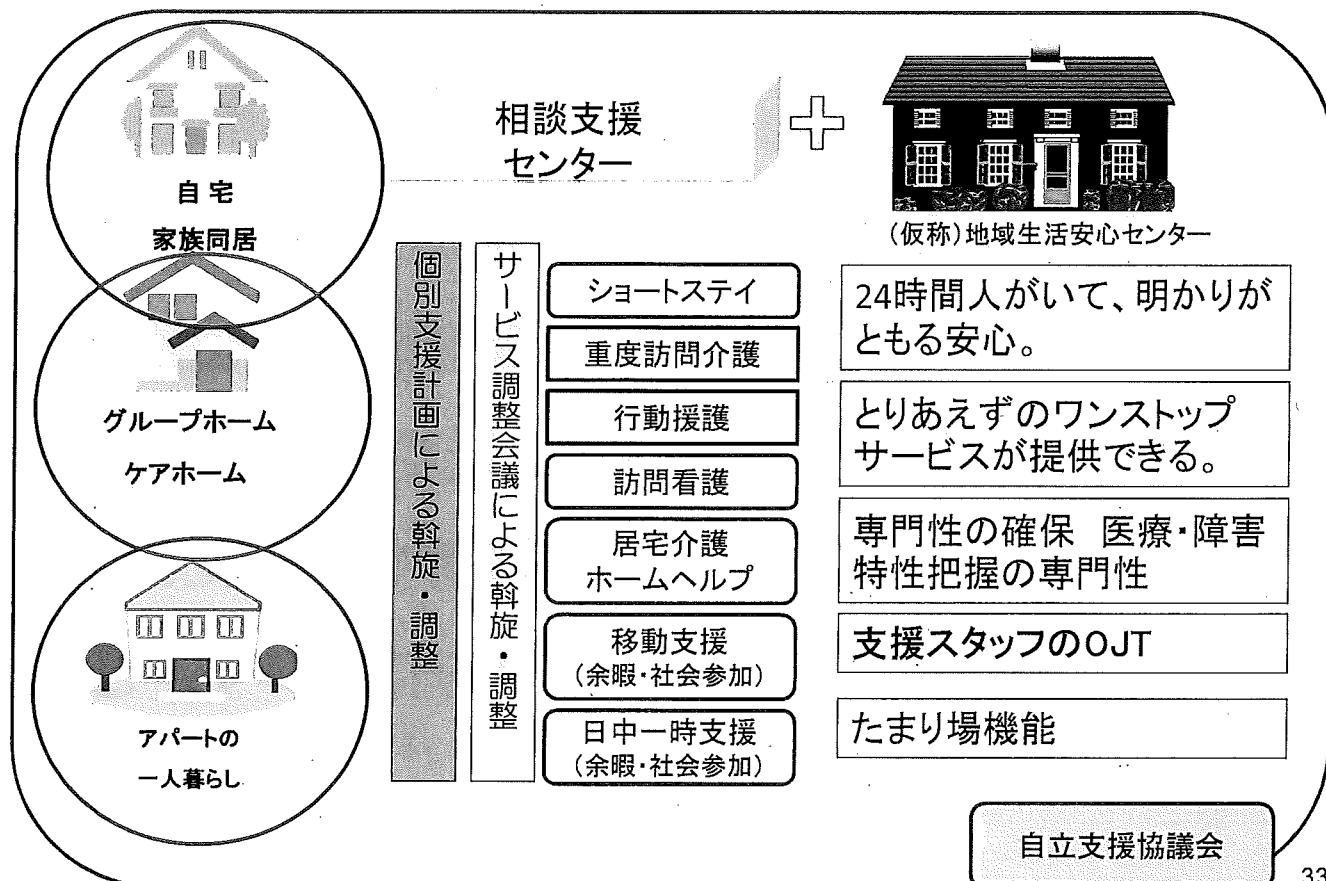 自宅
家族同居
グループホーム
ケアホーム
アパートの
一人暮らし
相談支援
センター
(仮称)地域生活安心センター
個別支援計画による斡旋・調整
サービス調整会議による斡旋・調整
ショートステイ
重度訪問介護
行動援護
訪問看護
居宅介護
ホームヘルプ
移動支援
(余暇・社会参加)
日中一時支援
(余暇・社会参加)
24時間人がいて、明かりが
ともる安心。
とりあえずのワンストップ
サービスが提供できる。
専門性の確保 医療・障害
特性把握の専門性
支援スタッフのOJT
たまり場機能
自立支援協議会
33